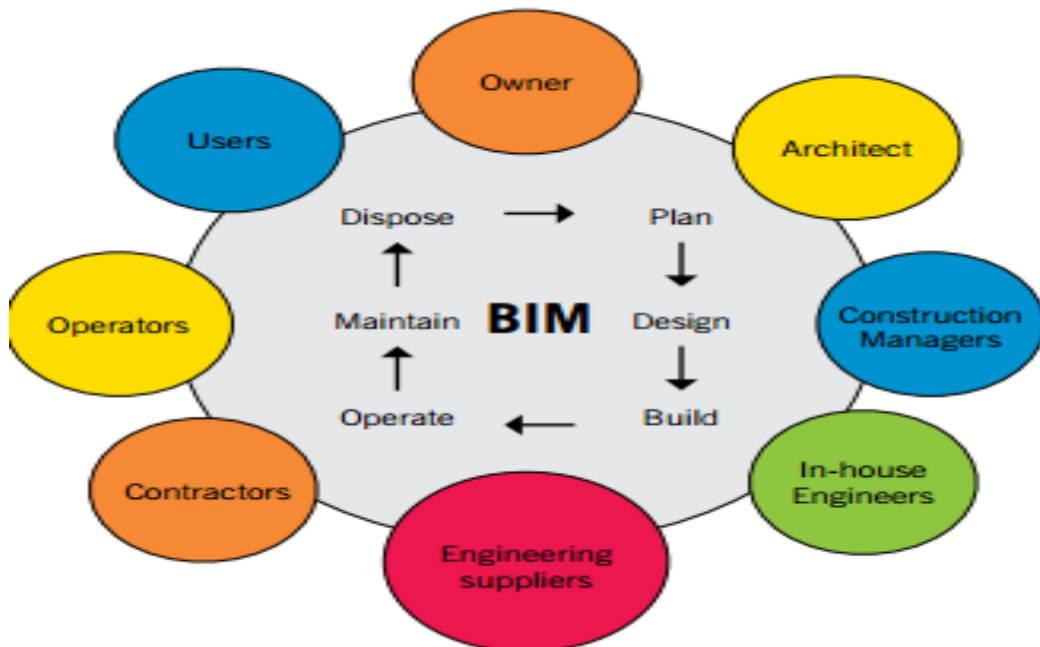 Owner
Users
Architect
Dispose
Plan
Operators
Maintain
BIM
Design
Construction
Managers
Operate
Build
Contractors
In-house
Engineers
Engineering
suppliers